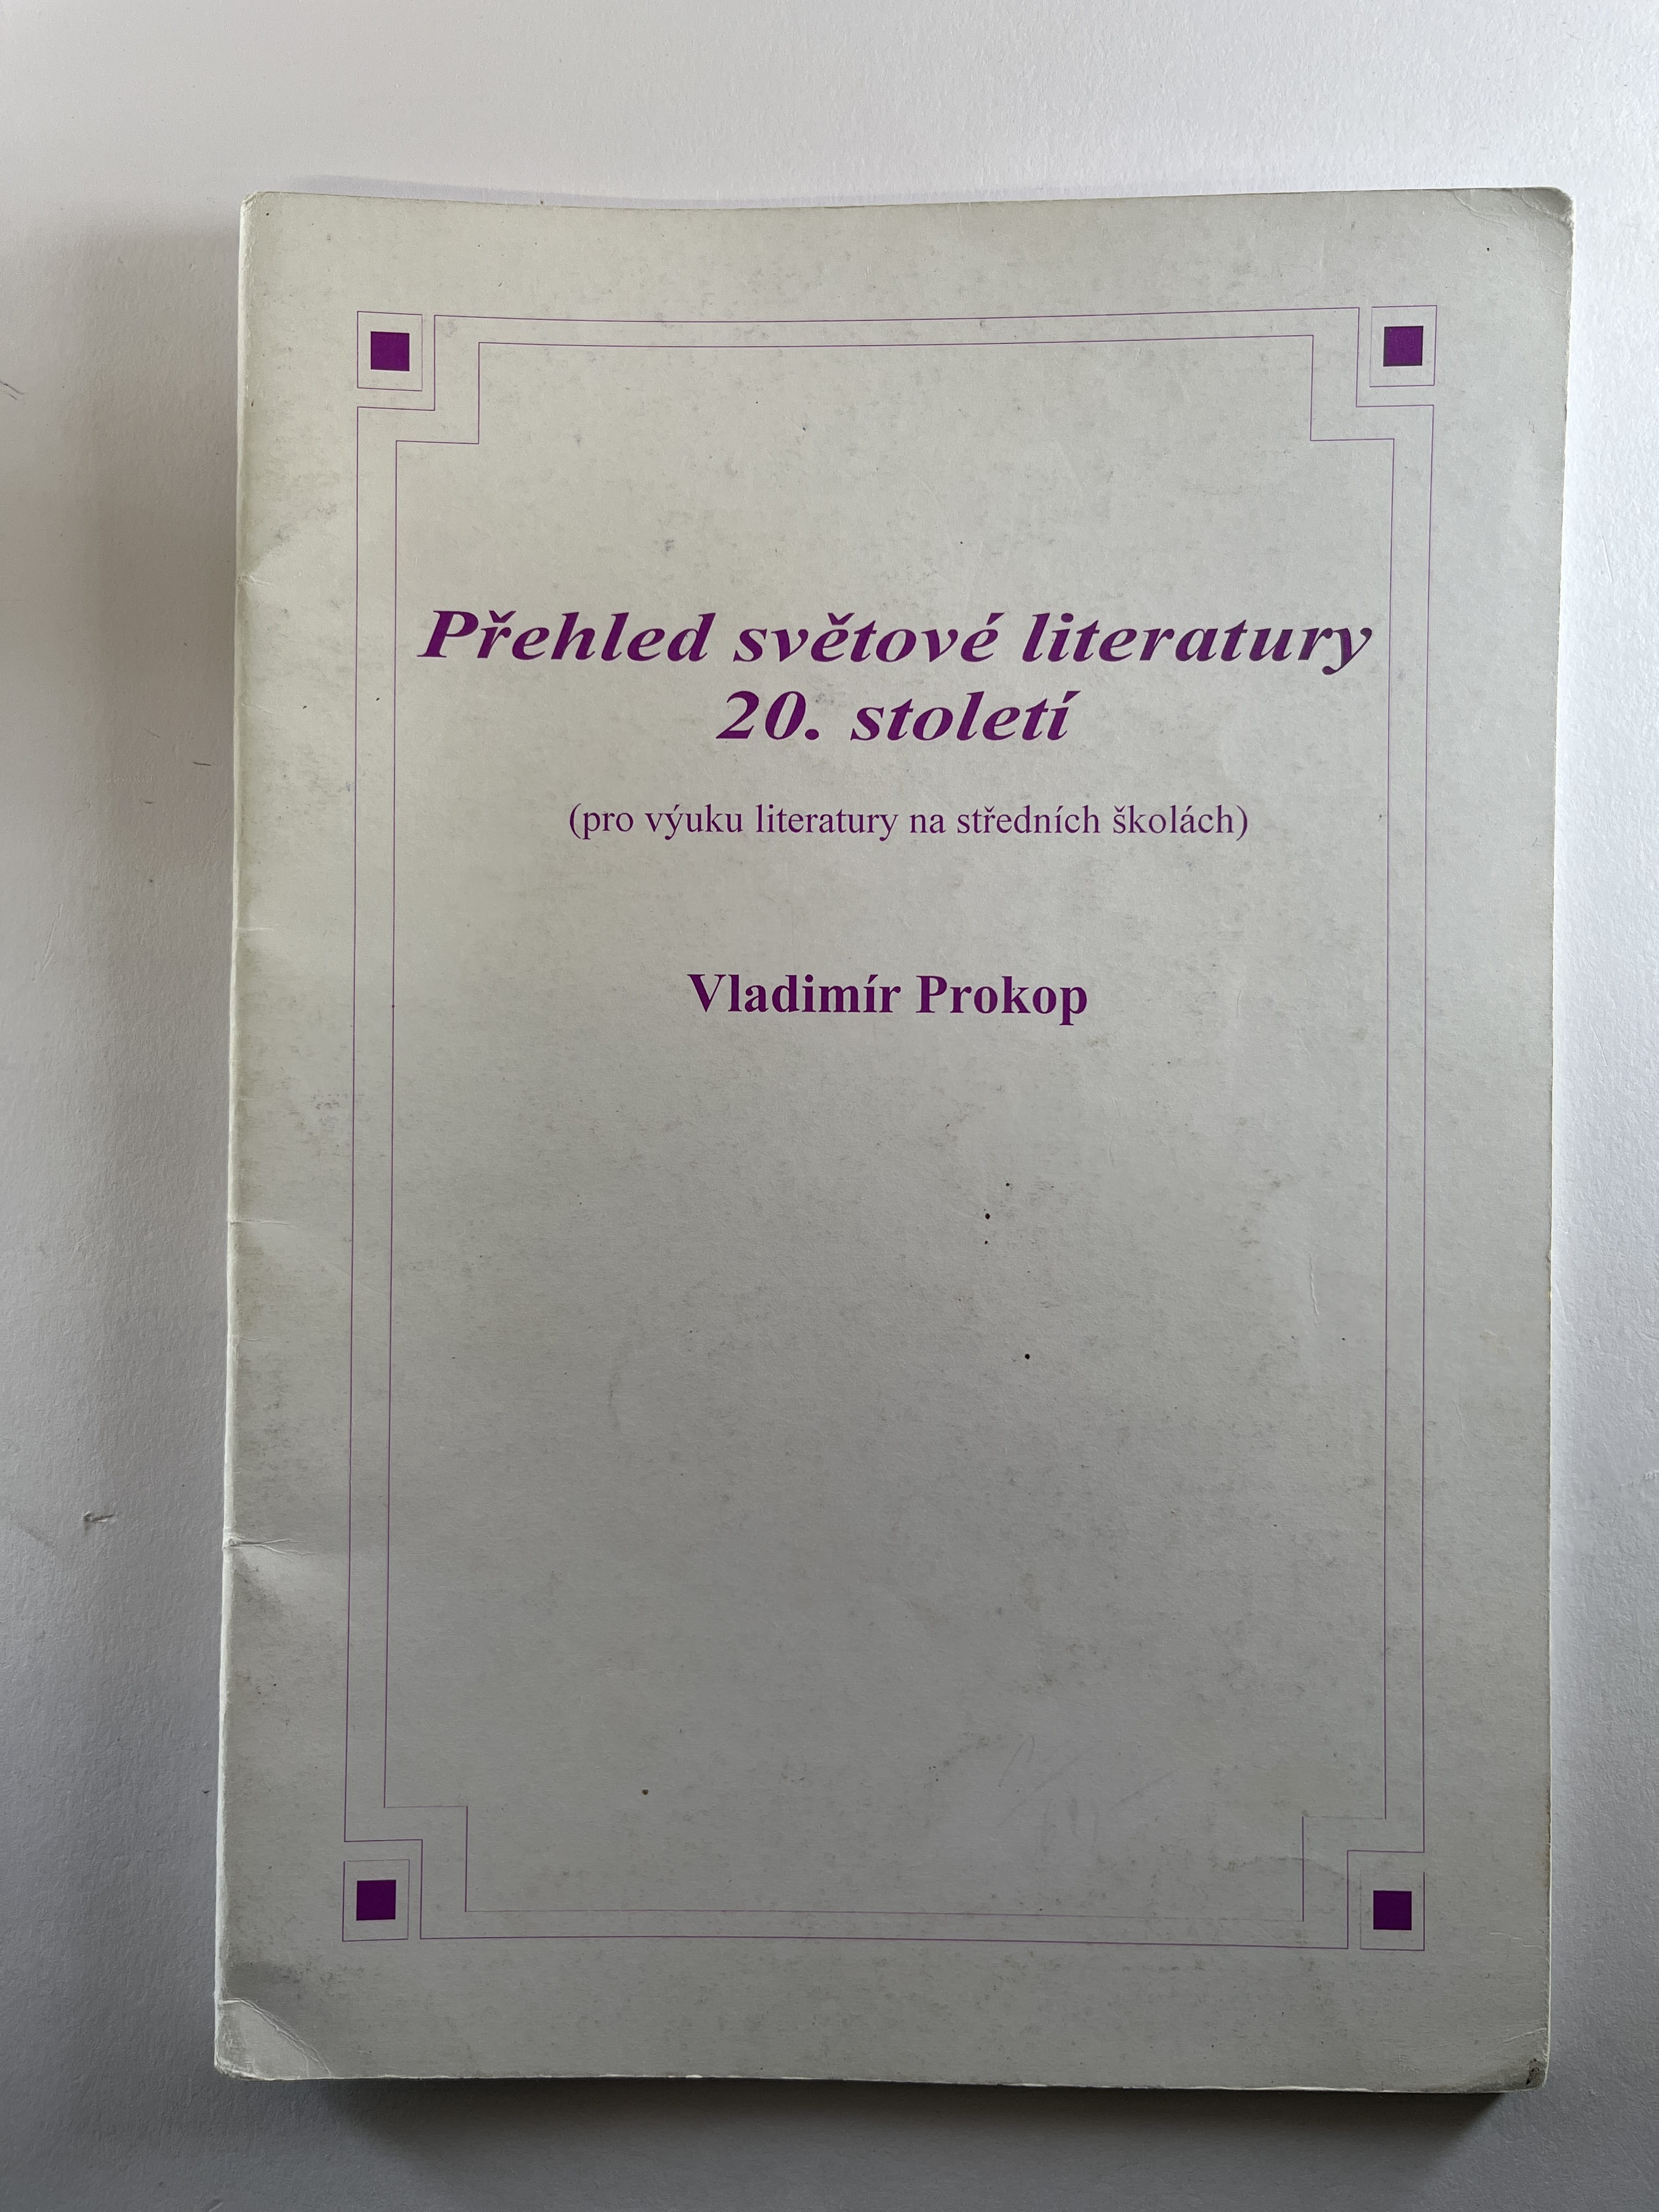 Přehled světové literatury
20. století
(pro výuku literatury na středních školách)
Vladimír Prokop